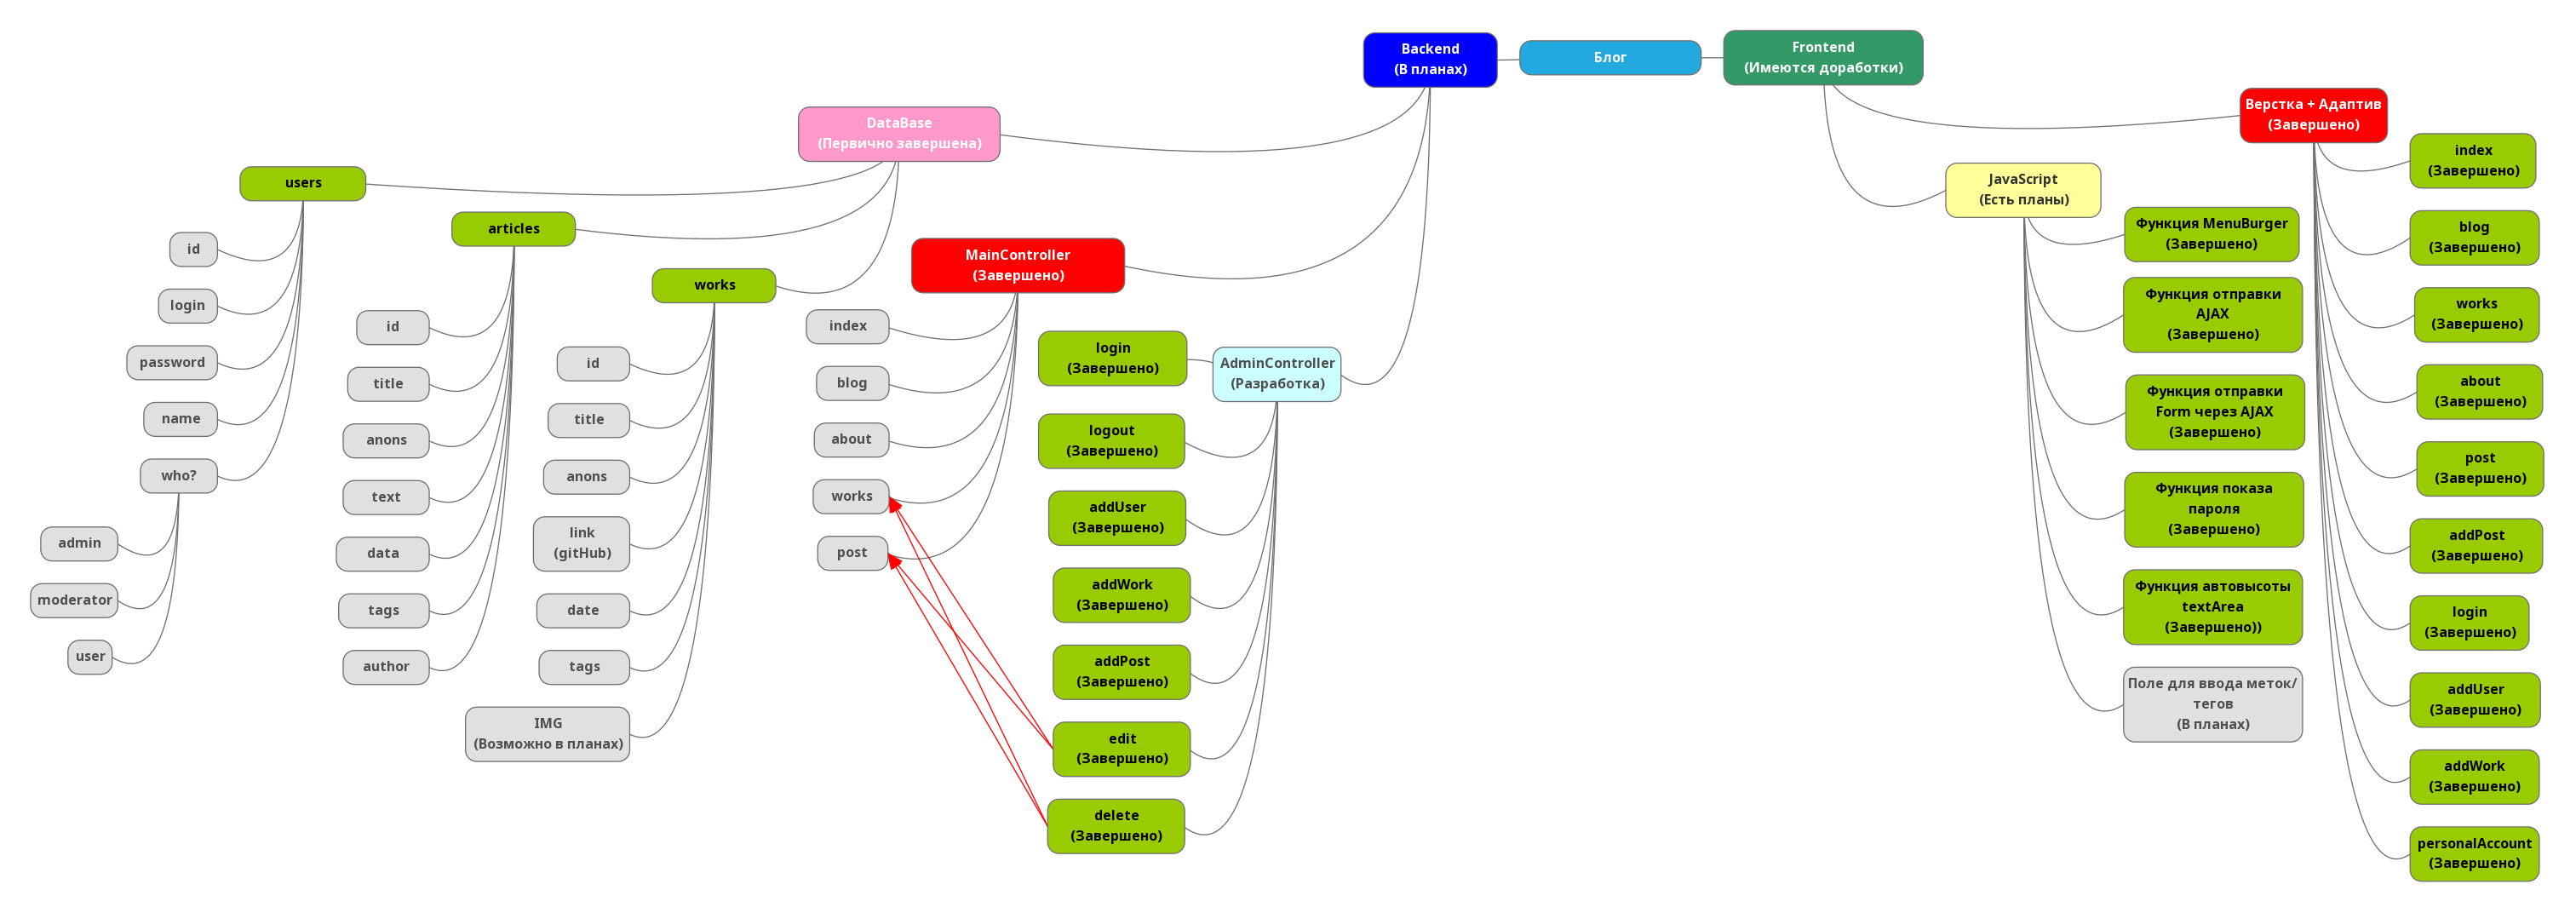 Блог
Backend
(В планах)
DataBase
(Первично завершена)
users
id
login
password
name
who?
admin
moderator
user
articles
id
title
anons
text
data
tags
author
works
id
title
anons
link
(gitHub)
date
tags
IMG
(Возможно в планах)
MainController
(Завершено)
index
blog
about
works
post
AdminController
(Разработка)
login
(Завершено)
logout
(Завершено)
addUser
(Завершено)
addWork
(Завершено)
addPost
(Завершено)
edit
(Завершено)
delete
(Завершено)
Frontend
(Имеются доработки)
JavaScript
(Есть планы)
Функция MenuBurger
(Завершено)
Функция отправки
AJAX
(Завершено)
Функция отправки
Form через AJAX
(Завершено)
Функция показа
пароля
(Завершено)
Функция автовысоты
textArea
(Завершено))
Поле для ввода меток/
тегов
(В планах)
Верстка + Адаптив
(Завершено)
index
(Завершено)
blog
(Завершено)
works
(Завершено)
about
(Завершено)
post
(Завершено)
addPost
(Завершено)
login
(Завершено)
addUser
(Завершено)
addWork
(Завершено)
personalAccount
(Завершено)